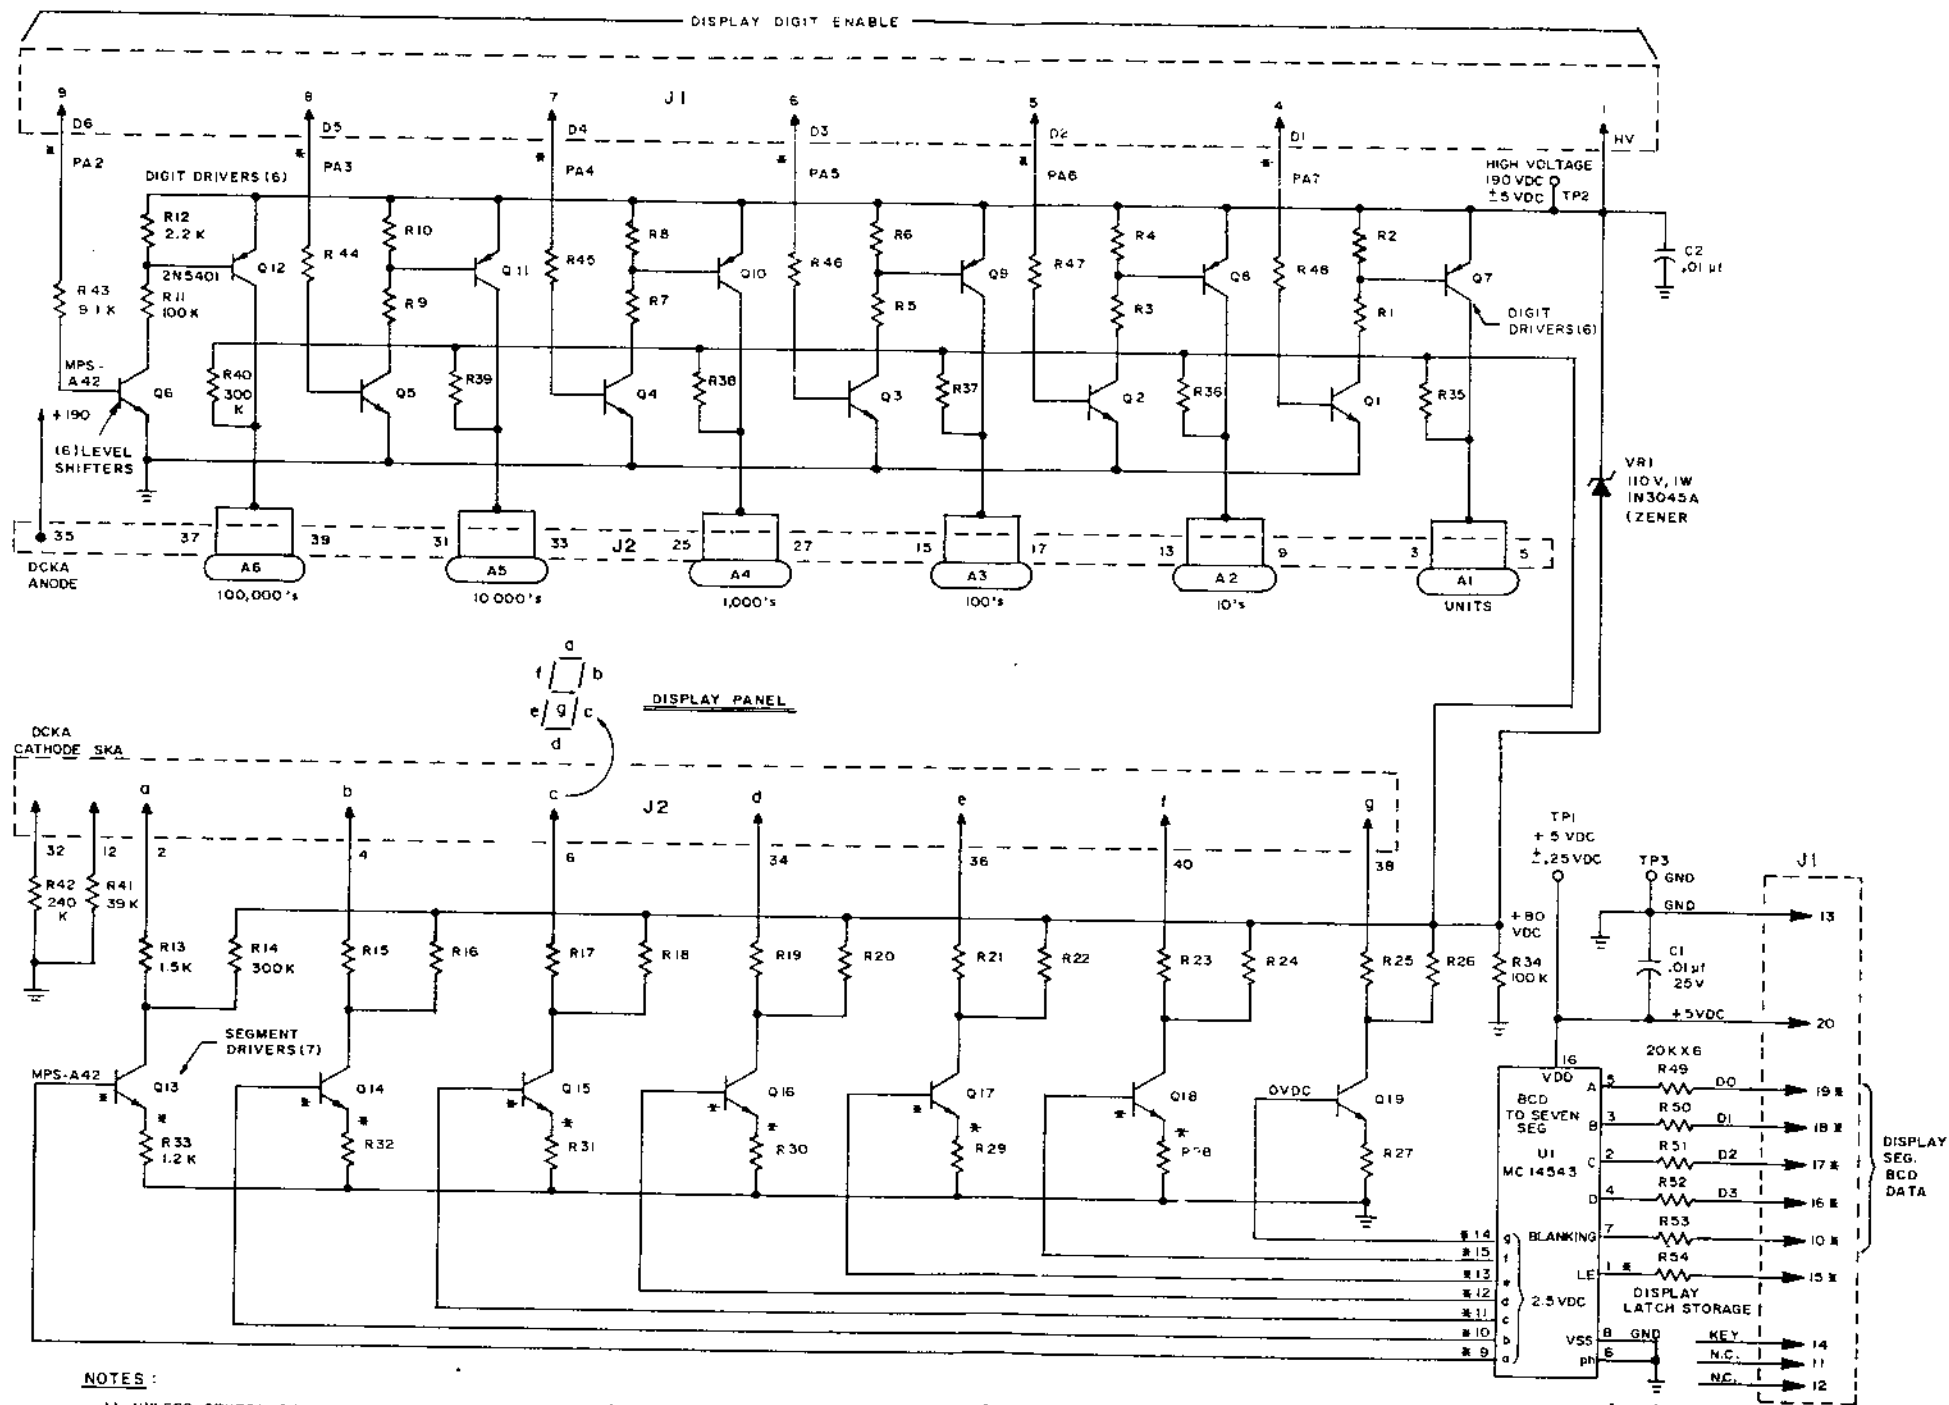 DISPLAY DIGIT ENABLE
J1
9
8
7
6
5
4
1
D6
D5
D4
D3
D2
D1
HV
*
PA2
*
PA3
*
PA4
*
PA5
*
PA6
*
PA7
HIGH VOLTAGE
190 VDC
±5 VDC
TP2
DIGIT DRIVERS (6)
R12
2.2 K
R10
R8
R6
R4
R2
C2
.01 µf
2N5401
Q12
R44
Q11
R45
Q10
R46
Q9
R47
Q8
R48
Q7
R43
9.1 K
R11
100K
R9
R7
R5
R3
R1
DIGIT
DRIVERS (6)
MPS-
A42
Q6
R40
300
K
Q5
R39
Q4
R38
Q3
R37
Q2
R36
Q1
R35
+190
(6) LEVEL
SHIFTERS
VR1
110 V, 1W
1N3045A
(ZENER
35
37
39
31
33
J2
25
27
15
17
13
9
3
5
DCKA
ANODE
A6
A5
A4
A3
A2
A1
100,000's
10 000's
1,000's
100's
10's
UNITS
a
f
b
g
e
c
d
DISPLAY PANEL
DCKA
CATHODE SKA
a
b
c
J2
d
e
f
g
32
12
2
4
6
34
36
40
38
TP1
+ 5 VDC
±.25 VDC
TP3
GND
J1
R42
240
K
R41
39 K
GND
13
+80
VDC
R13
1.5 K
R14
300K
R15
R16
R17
R18
R19
R20
R21
R22
R23
R24
R25
R26
R34
100 K
C1
.01 µf
25V
SEGMENT
DRIVERS (7)
+5VDC
20
MPS-A42
Q13
Q14
Q15
Q16
Q17
Q18
0VDC
Q19
* * * * * * * * * * * *
R33
1.2 K
R32
R31
R30
R29
R27
16
VDD
BCD
TO SEVEN
SEG
U1
MC 14543
20K X 6
R49
A 5 D0 19 *
R50
B 3 D1 18 *
R51
C 2 D2 17 *
R52
D 4 D3 16 *
R53
BLANKING 7 10 *
R54
LE 1 * 15 *
DISPLAY
SEG.
BCD
DATA
DISPLAY
LATCH STORAGE
* 14 g
* 15 f
* 13 e
* 12 d
* 11 c
* 10 b
* 9 a
2.5 VDC
VSS 8 GND
ph 6
KEY 14
N.C. 11
N.C. 12
NOTES :